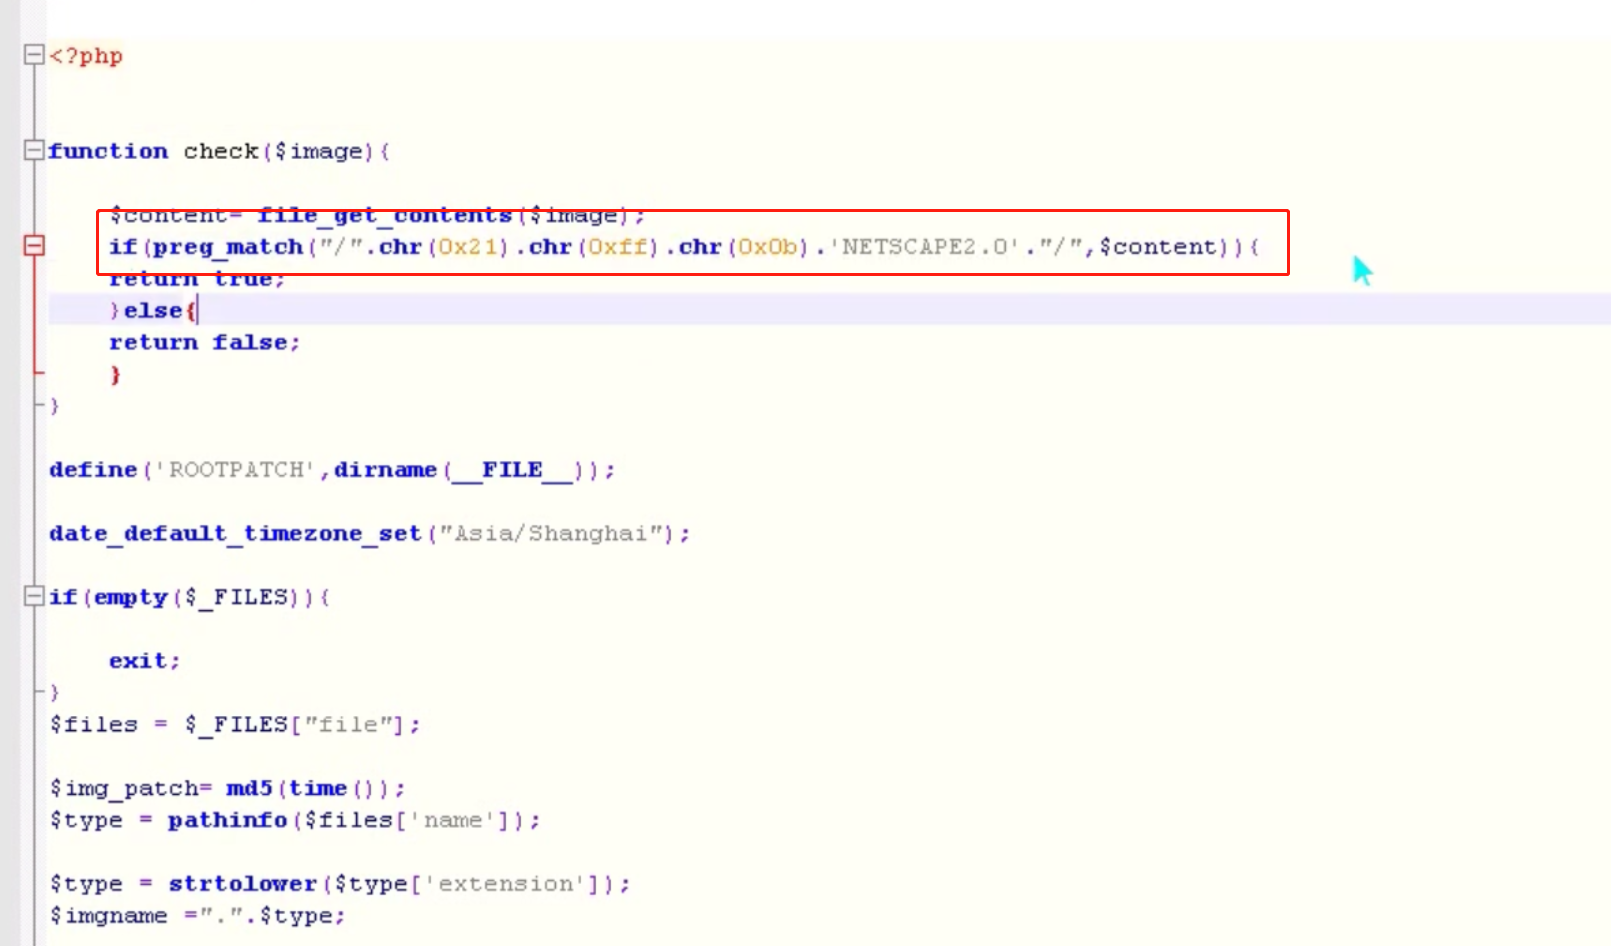 <?php
function check($image){
$content= file_get_contents($image);
if(preg_match("/".chr(0x21).chr(0xff).chr(0x0b).'NETSCAPE2.0'."/",$content)){
return true;
}else{
return false;
}
}
define('ROOTPATCH',dirname(__FILE__));
date_default_timezone_set("Asia/Shanghai");
if(empty($_FILES)){
exit;
}
$files = $_FILES["file"];
$img_patch= md5(time());
$type = pathinfo($files['name']);
$type = strtolower($type['extension']);
$imgname =".".$type;